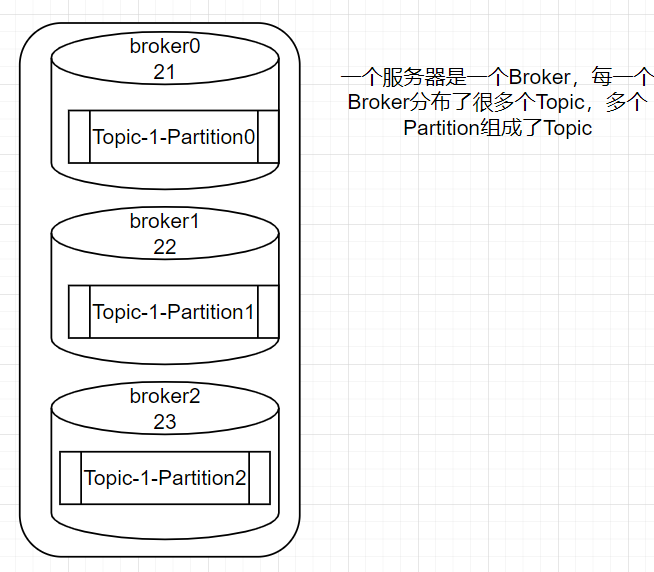 broker0
21
Topic-1-Partition0
broker1
22
Topic-1-Partition1
broker2
23
Topic-1-Partition2
一个服务器是一个Broker，每一个
Broker分布了很多个Topic，多个
Partition组成了Topic